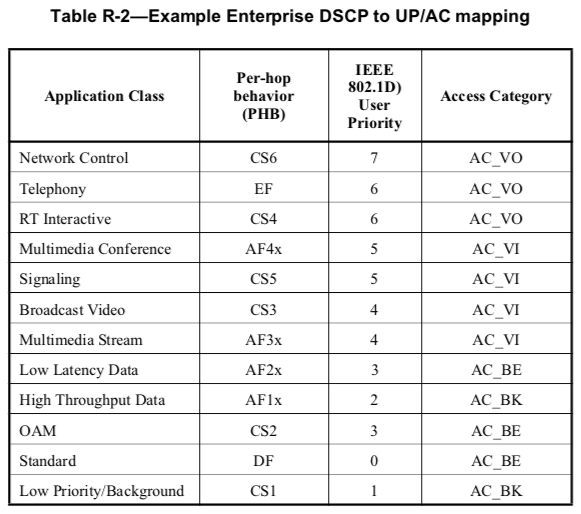 Table R-2—Example Enterprise DSCP to UP/AC mapping
Application Class | Per-hop behavior (PHB) | IEEE 802.1D) User Priority | Access Category
Network Control | CS6 | 7 | AC_VO
Telephony | EF | 6 | AC_VO
RT Interactive | CS4 | 6 | AC_VO
Multimedia Conference | AF4x | 5 | AC_VI
Signaling | CS5 | 5 | AC_VI
Broadcast Video | CS3 | 4 | AC_VI
Multimedia Stream | AF3x | 4 | AC_VI
Low Latency Data | AF2x | 3 | AC_BE
High Throughput Data | AF1x | 2 | AC_BK
OAM | CS2 | 3 | AC_BE
Standard | DF | 0 | AC_BE
Low Priority/Background | CS1 | 1 | AC_BK